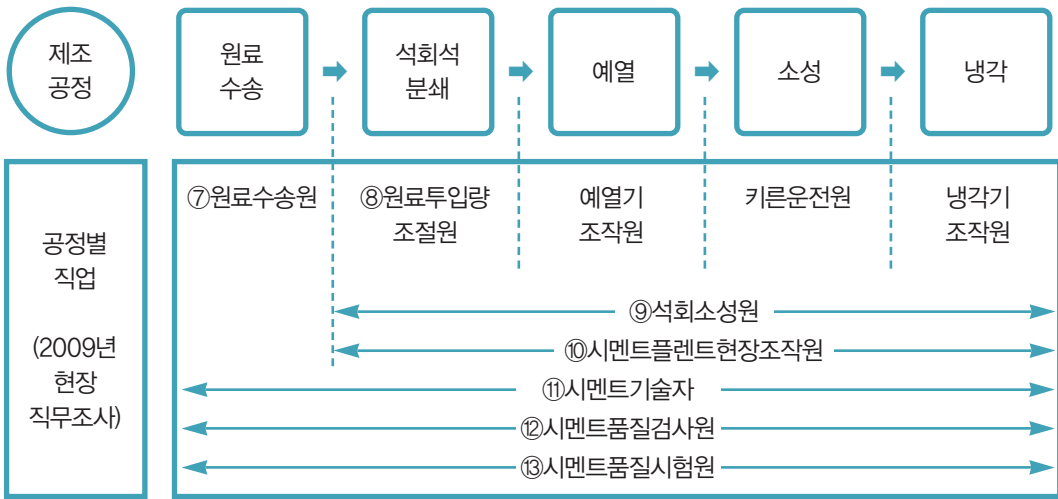 제조
공정
원료
수송
석회석
분쇄
예열
소성
냉각
공정별
직업
(2009년
현장
직무조사)
⑦원료수송원
⑧원료투입량
조절원
예열기
조작원
키른운전원
냉각기
조작원
⑨석회소성원
⑩시멘트플렌트현장조작원
⑪시멘트기술자
⑫시멘트품질검사원
⑬시멘트품질시험원